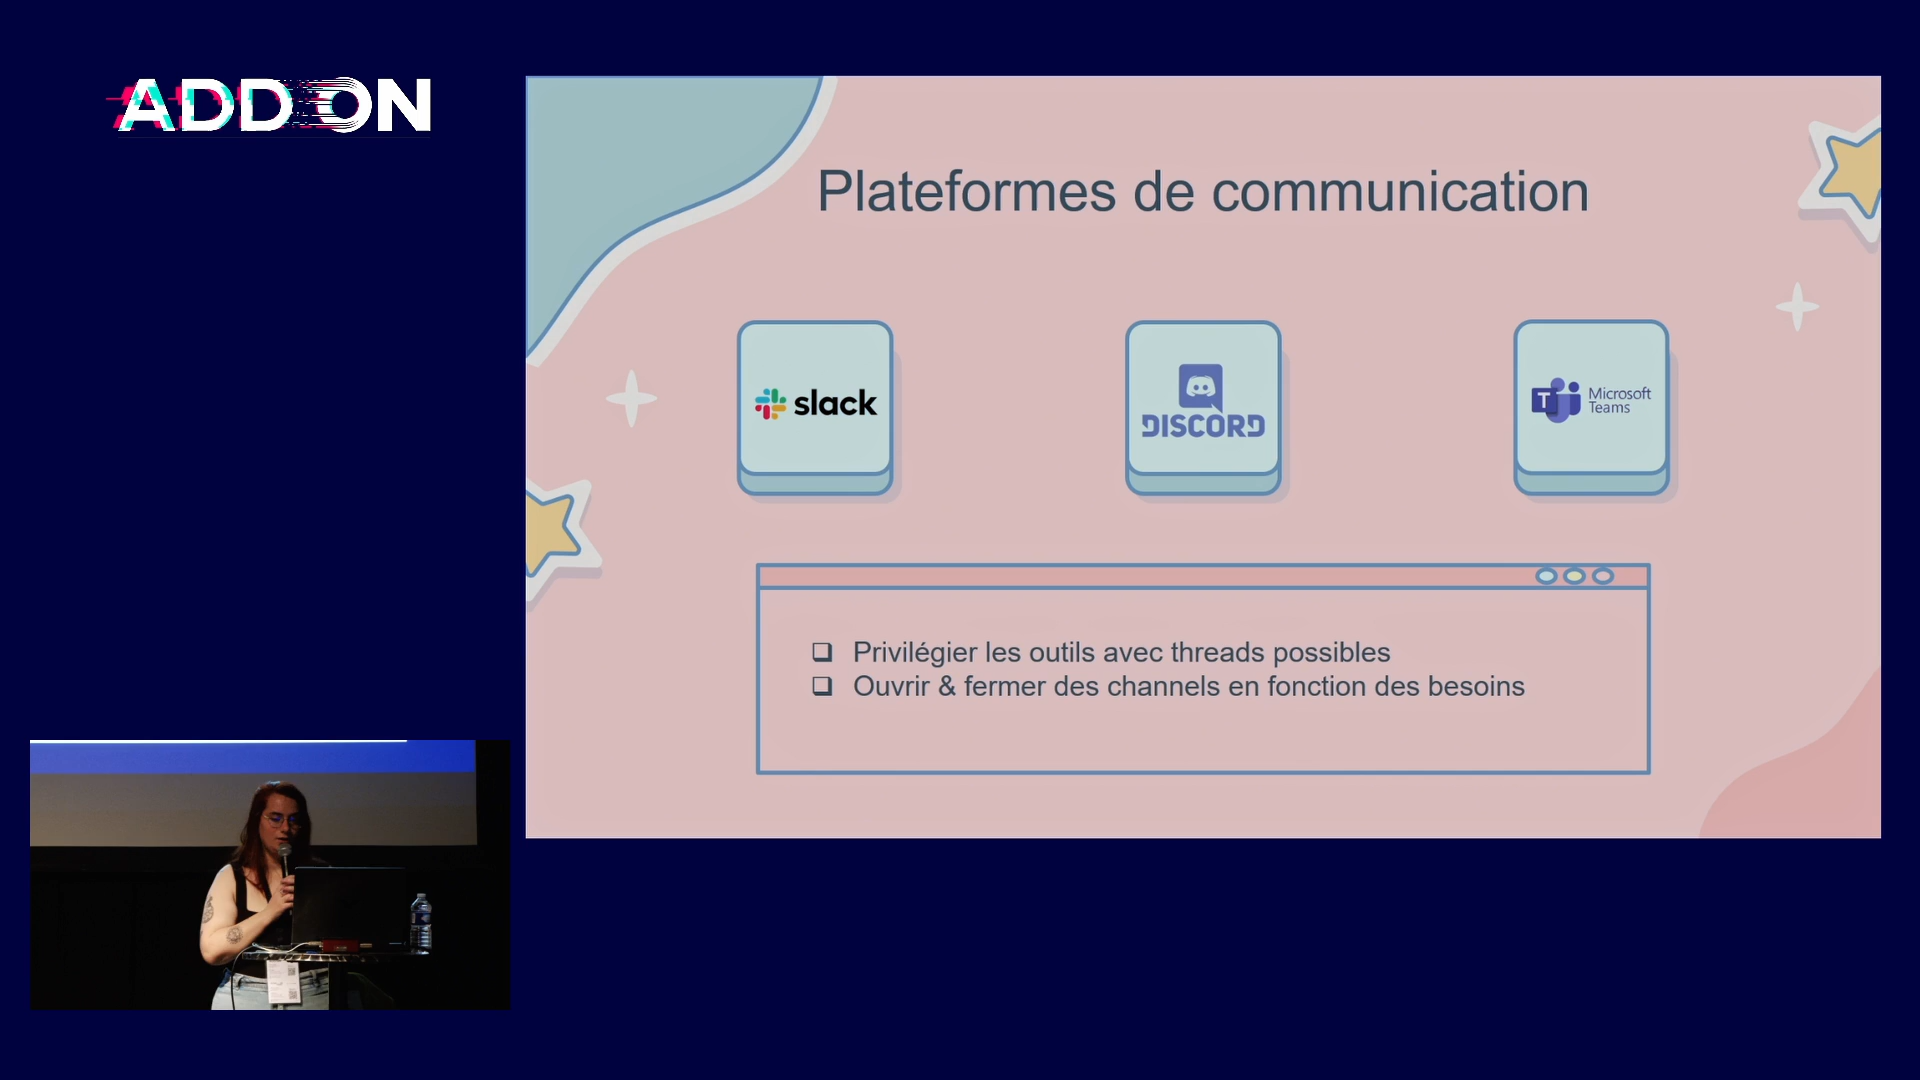 ADDON
Plateformes de communication
slack
DISCORD
T
Microsoft
Teams
❑ Privilégier les outils avec threads possibles
❑ Ouvrir & fermer des channels en fonction des besoins